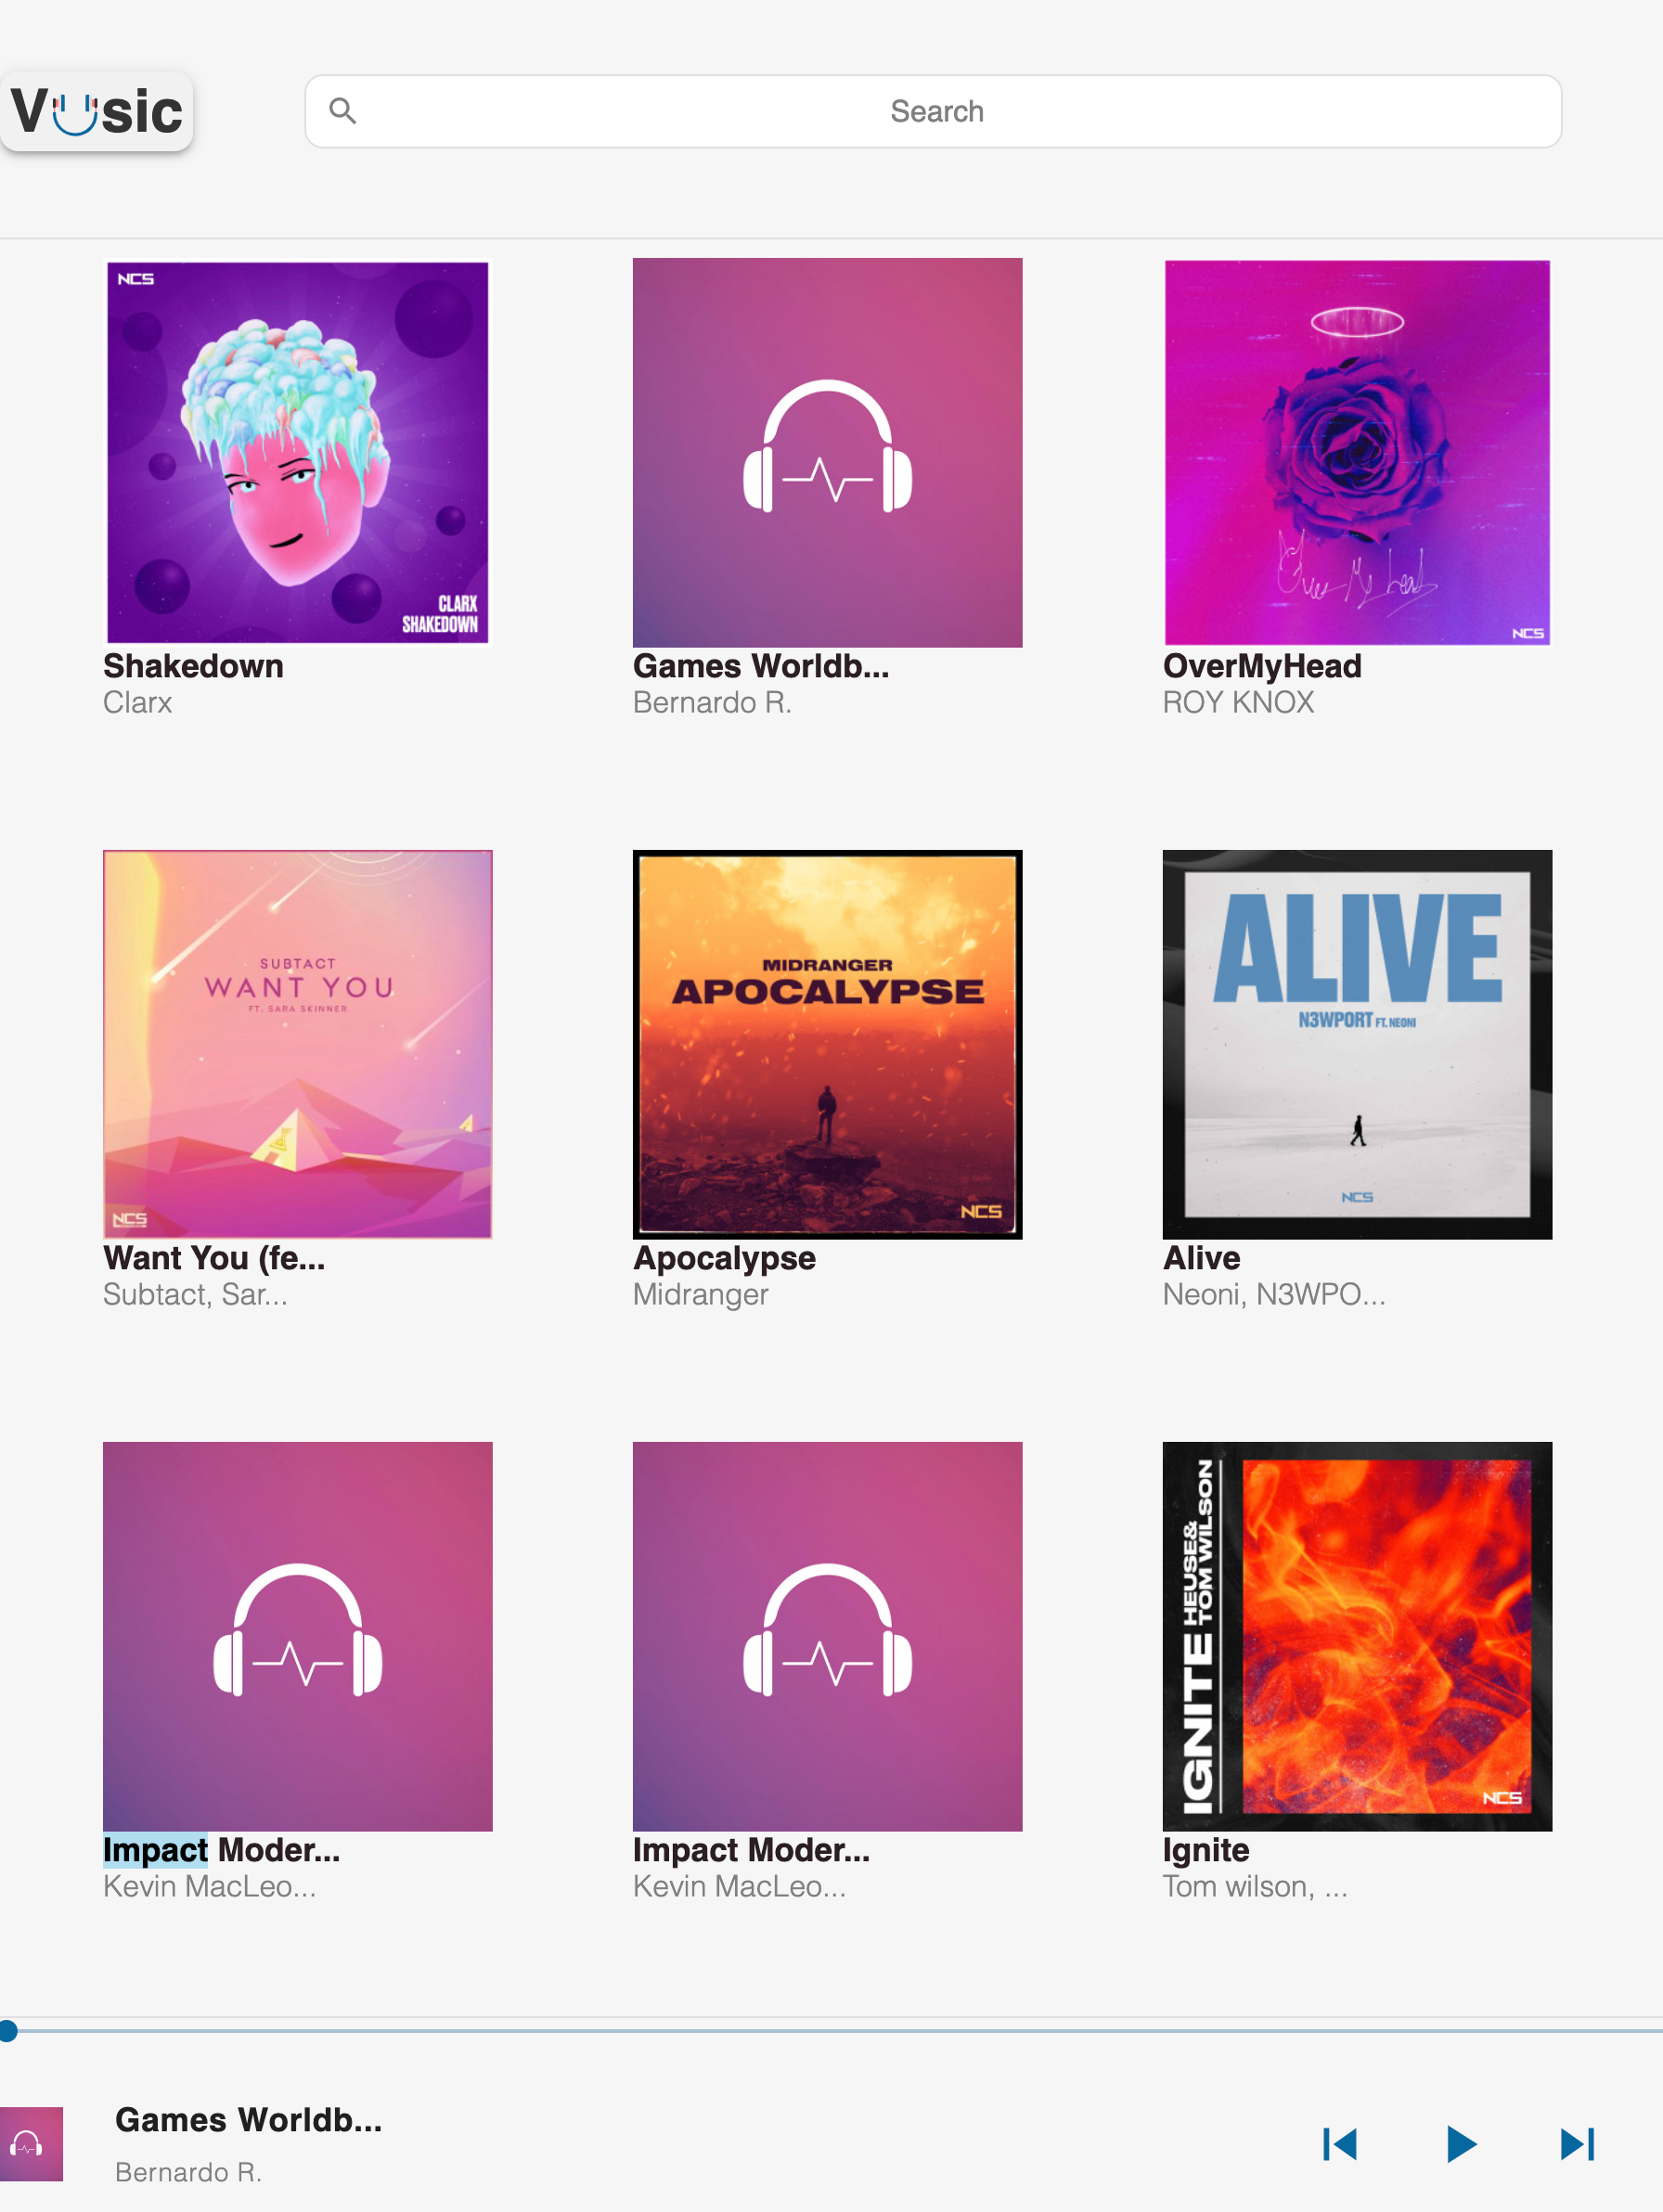 Vusic
Search
NCS
CLARX
SHAKEDOWN
Over My Head
NCS
Shakedown
Clarx
Games Worldb...
Bernardo R.
OverMyHead
ROY KNOX
SUBTACT
WANT YOU
FT. SARA SKINNER
NCS
MIDRANGER
APOCALYPSE
NCS
ALIVE
N3WPORT FT. NEONI
NCS
Want You (fe...
Subtact, Sar...
Apocalypse
Midranger
Alive
Neoni, N3WPO...
IGNITE HEUSE&
TOM WILSON
NCS
Impact Moder...
Kevin MacLeo...
Impact Moder...
Kevin MacLeo...
Ignite
Tom wilson, ...
Games Worldb...
Bernardo R.